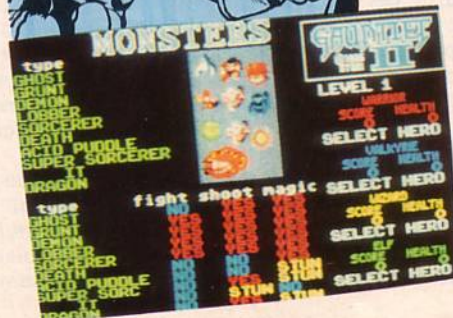 MONSTERS
type
GHOST
GRUNT
DEMON
LOBBER
SORCERER
DEATH
ACID PUDDLE
SUPER SORCERER
IT
DRAGON
type fight shoot magic
GHOST NO YES YES
GRUNT YES YES YES
DEMON YES YES YES
LOBBER YES YES YES
SORCERER YES YES YES
DEATH NO NO STUN
ACID PUDDLE NO NO STUN
SUPER SORC NO YES
IT NO STUN NO
DRAGON YES
GAUNTLET
II
LEVEL 1
WARRIOR
SCORE HEALTH
0 0
SELECT HERO
VALKYRIE
SCORE HEALTH
0 0
SELECT HERO
WIZARD
SCORE HEALTH
0 0
SELECT HERO
ELF
SCORE HEALTH
0 0
SELECT HERO